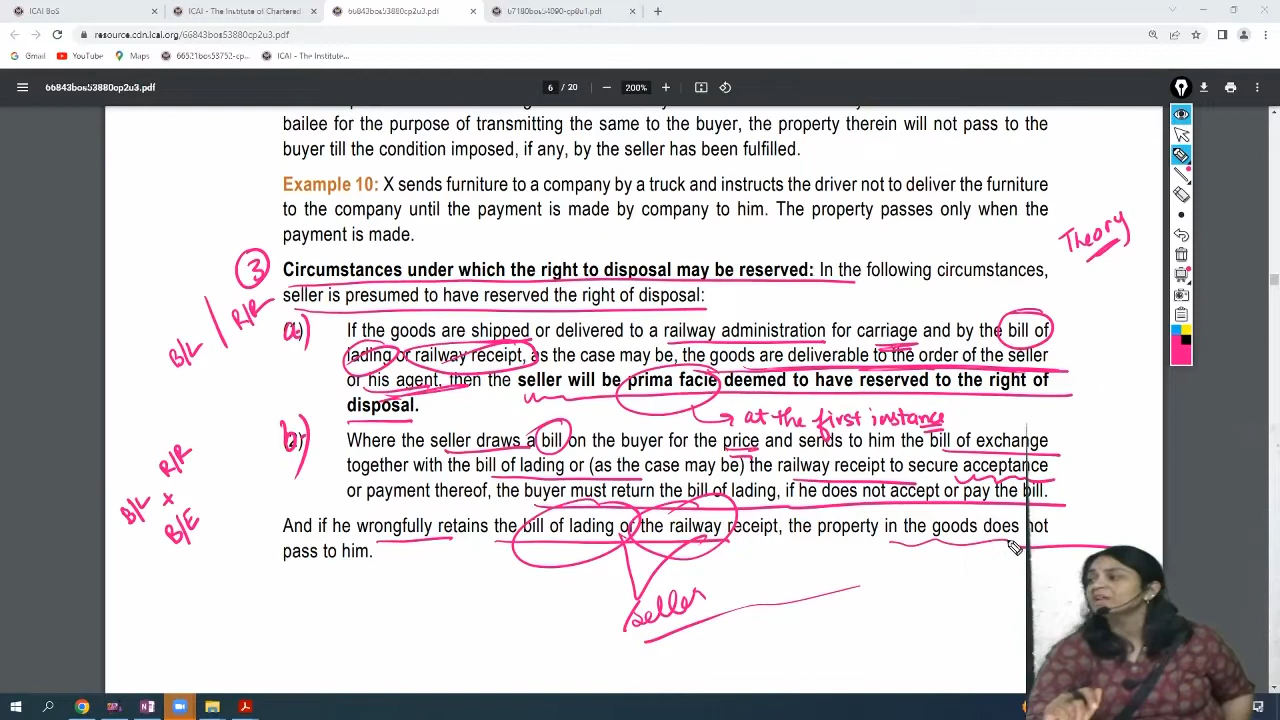 ICAI BoS
ICAI - The Institute of Chartered
66843bos53880cp2u3.pdf
67180bos54090-cp8u1.pdf
resource.cdn.icai.org/66843bos53880cp2u3.pdf
Gmail
YouTube
Maps
66521bos53752-cp...
ICAI - The Institute...
66843bos53880cp2u3.pdf
6 / 20
200%
bailee for the purpose of transmitting the same to the buyer, the property therein will not pass to the
buyer till the condition imposed, if any, by the seller has been fulfilled.
Example 10: X sends furniture to a company by a truck and instructs the driver not to deliver the furniture
to the company until the payment is made by company to him. The property passes only when the
payment is made.
Theory
3
Circumstances under which the right to disposal may be reserved: In the following circumstances,
seller is presumed to have reserved the right of disposal:
B/L
R/R
a)
If the goods are shipped or delivered to a railway administration for carriage and by the bill of
lading or railway receipt, as the case may be, the goods are deliverable to the order of the seller
or his agent, then the seller will be prima facie deemed to have reserved to the right of
disposal.
at the first instance
b)
(2)
Where the seller draws a bill on the buyer for the price and sends to him the bill of exchange
together with the bill of lading or (as the case may be) the railway receipt to secure acceptance
or payment thereof, the buyer must return the bill of lading, if he does not accept or pay the bill.
R/R
B/L +
B/E
And if he wrongfully retains the bill of lading or the railway receipt, the property in the goods does not
pass to him.
Seller